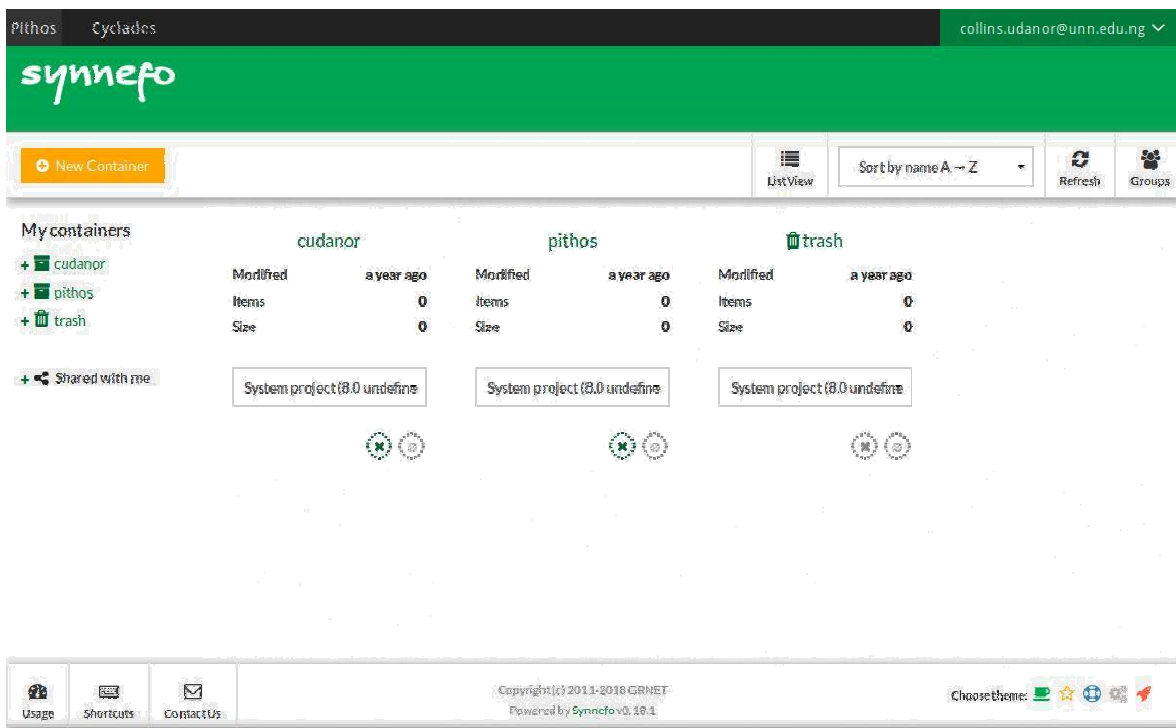 Pithos Cyclades collins.udanor@unn.edu.ng
synnefo
New Container List View Sort by name A → Z Refresh Groups
My containers
cudanor
pithos
trash
Shared with me
cudanor
Modified a year ago
Items 0
Size 0
System project (8.0 undefine
pithos
Modified a year ago
Items 0
Size 0
System project (8.0 undefine
trash
Modified a year ago
Items 0
Size 0
System project (8.0 undefine
Usage Shortcuts Contact Us
Copyright (c) 2011-2018 GRNET
Powered by Synnefo
Choose theme: